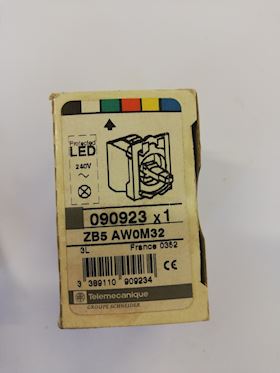 Protected
LED
240V
~
090923 x1
ZB5 AW0M32
3L France 0352
3 389110 909234
CE
Telemecanique
GROUPE SCHNEIDER